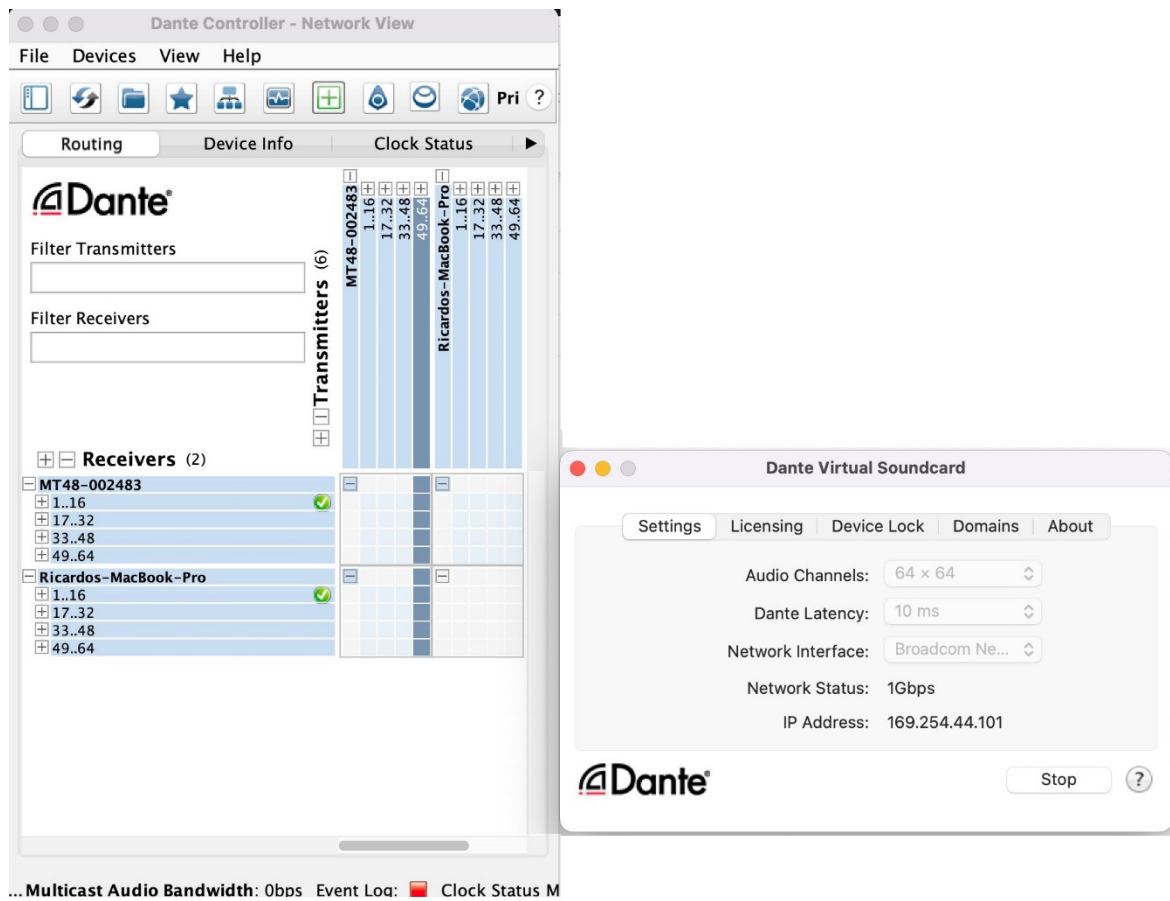 Dante Controller - Network View
File Devices View Help
Pri ?
Routing Device Info Clock Status
Dante®
Filter Transmitters
Filter Receivers
Transmitters (6)
MT48-002483
1..16
17..32
33..48
49..64
Ricardos-MacBook-Pro
1..16
17..32
33..48
49..64
Receivers (2)
MT48-002483
1..16
17..32
33..48
49..64
Ricardos-MacBook-Pro
1..16
17..32
33..48
49..64
... Multicast Audio Bandwidth: 0bps Event Log: Clock Status M
Dante Virtual Soundcard
Settings Licensing Device Lock Domains About
Audio Channels: 64 × 64
Dante Latency: 10 ms
Network Interface: Broadcom Ne...
Network Status: 1Gbps
IP Address: 169.254.44.101
Dante®
Stop ?